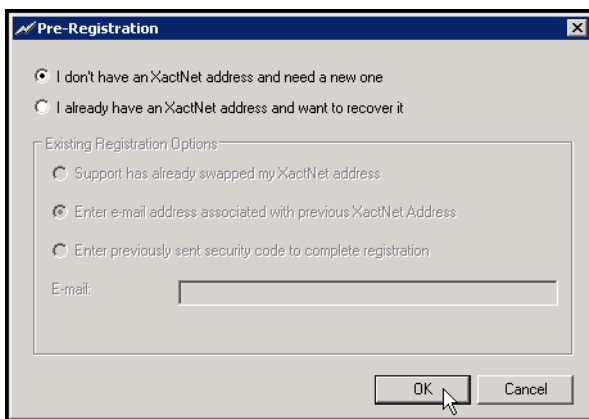 Pre-Registration
I don't have an XactNet address and need a new one
I already have an XactNet address and want to recover it
Existing Registration Options
Support has already swapped my XactNet address
Enter e-mail address associated with previous XactNet Address
Enter previously sent security code to complete registration
E-mail:
OK Cancel